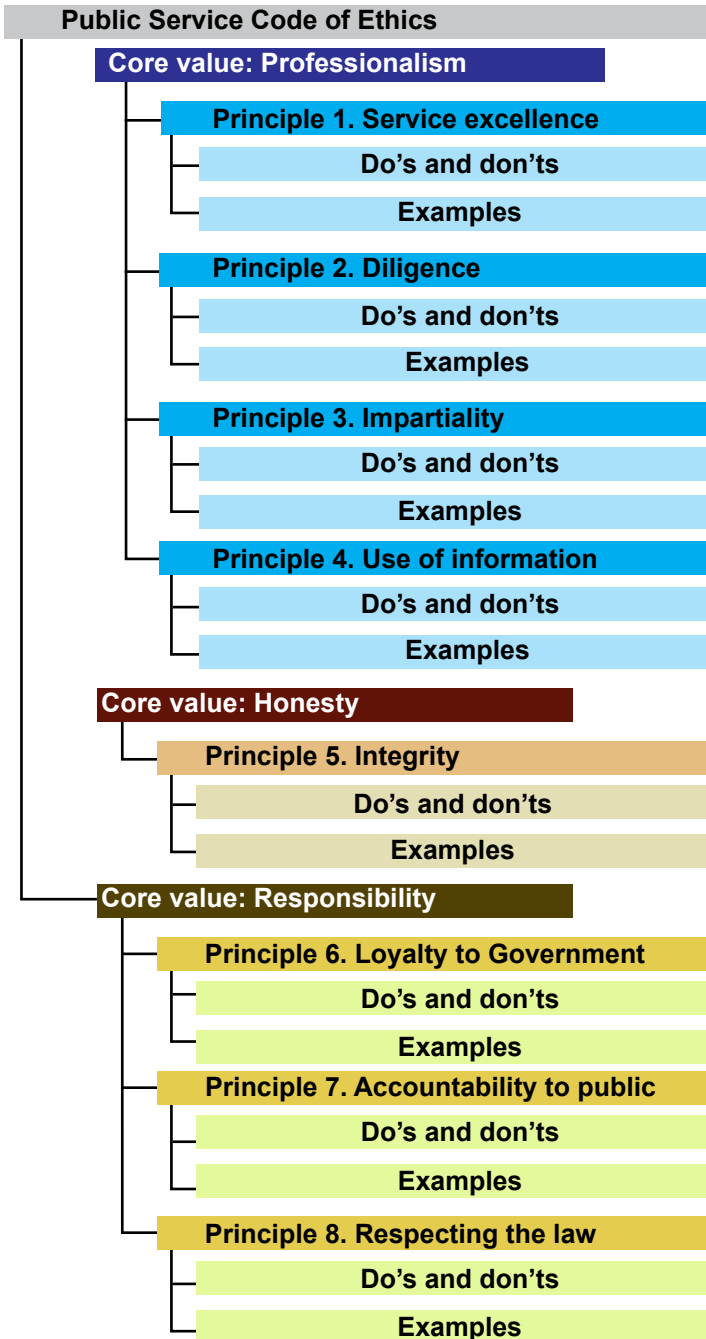 Public Service Code of Ethics
Core value: Professionalism
Principle 1. Service excellence
Do’s and don’ts
Examples
Principle 2. Diligence
Do’s and don’ts
Examples
Principle 3. Impartiality
Do’s and don’ts
Examples
Principle 4. Use of information
Do’s and don’ts
Examples
Core value: Honesty
Principle 5. Integrity
Do’s and don’ts
Examples
Core value: Responsibility
Principle 6. Loyalty to Government
Do’s and don’ts
Examples
Principle 7. Accountability to public
Do’s and don’ts
Examples
Principle 8. Respecting the law
Do’s and don’ts
Examples